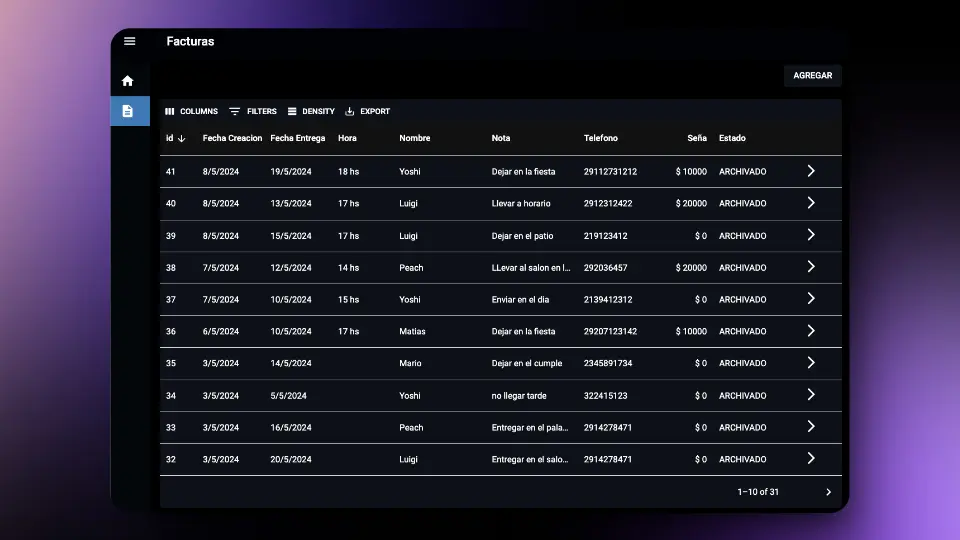 Facturas
AGREGAR
COLUMNS FILTERS DENSITY EXPORT
id Fecha Creacion Fecha Entrega Hora Nombre Nota Telefono Seña Estado
41 8/5/2024 19/5/2024 18 hs Yoshi Dejar en la fiesta 29112731212 $ 10000 ARCHIVADO
40 8/5/2024 13/5/2024 17 hs Luigi Llevar a horario 2912312422 $ 20000 ARCHIVADO
39 8/5/2024 15/5/2024 17 hs Luigi Dejar en el patio 219123412 $ 0 ARCHIVADO
38 7/5/2024 12/5/2024 14 hs Peach LLevar al salon en l... 292036457 $ 20000 ARCHIVADO
37 7/5/2024 10/5/2024 15 hs Yoshi Enviar en el dia 2139412312 $ 0 ARCHIVADO
36 6/5/2024 10/5/2024 17 hs Matias Dejar en la fiesta 29207123142 $ 10000 ARCHIVADO
35 3/5/2024 14/5/2024 Mario Dejar en el cumple 2345891734 $ 0 ARCHIVADO
34 3/5/2024 5/5/2024 Yoshi no llegar tarde 322415123 $ 0 ARCHIVADO
33 3/5/2024 16/5/2024 Peach Entregar en el pala... 2914278471 $ 0 ARCHIVADO
32 3/5/2024 20/5/2024 Luigi Entregar en el salo... 2914278471 $ 0 ARCHIVADO
1–10 of 31